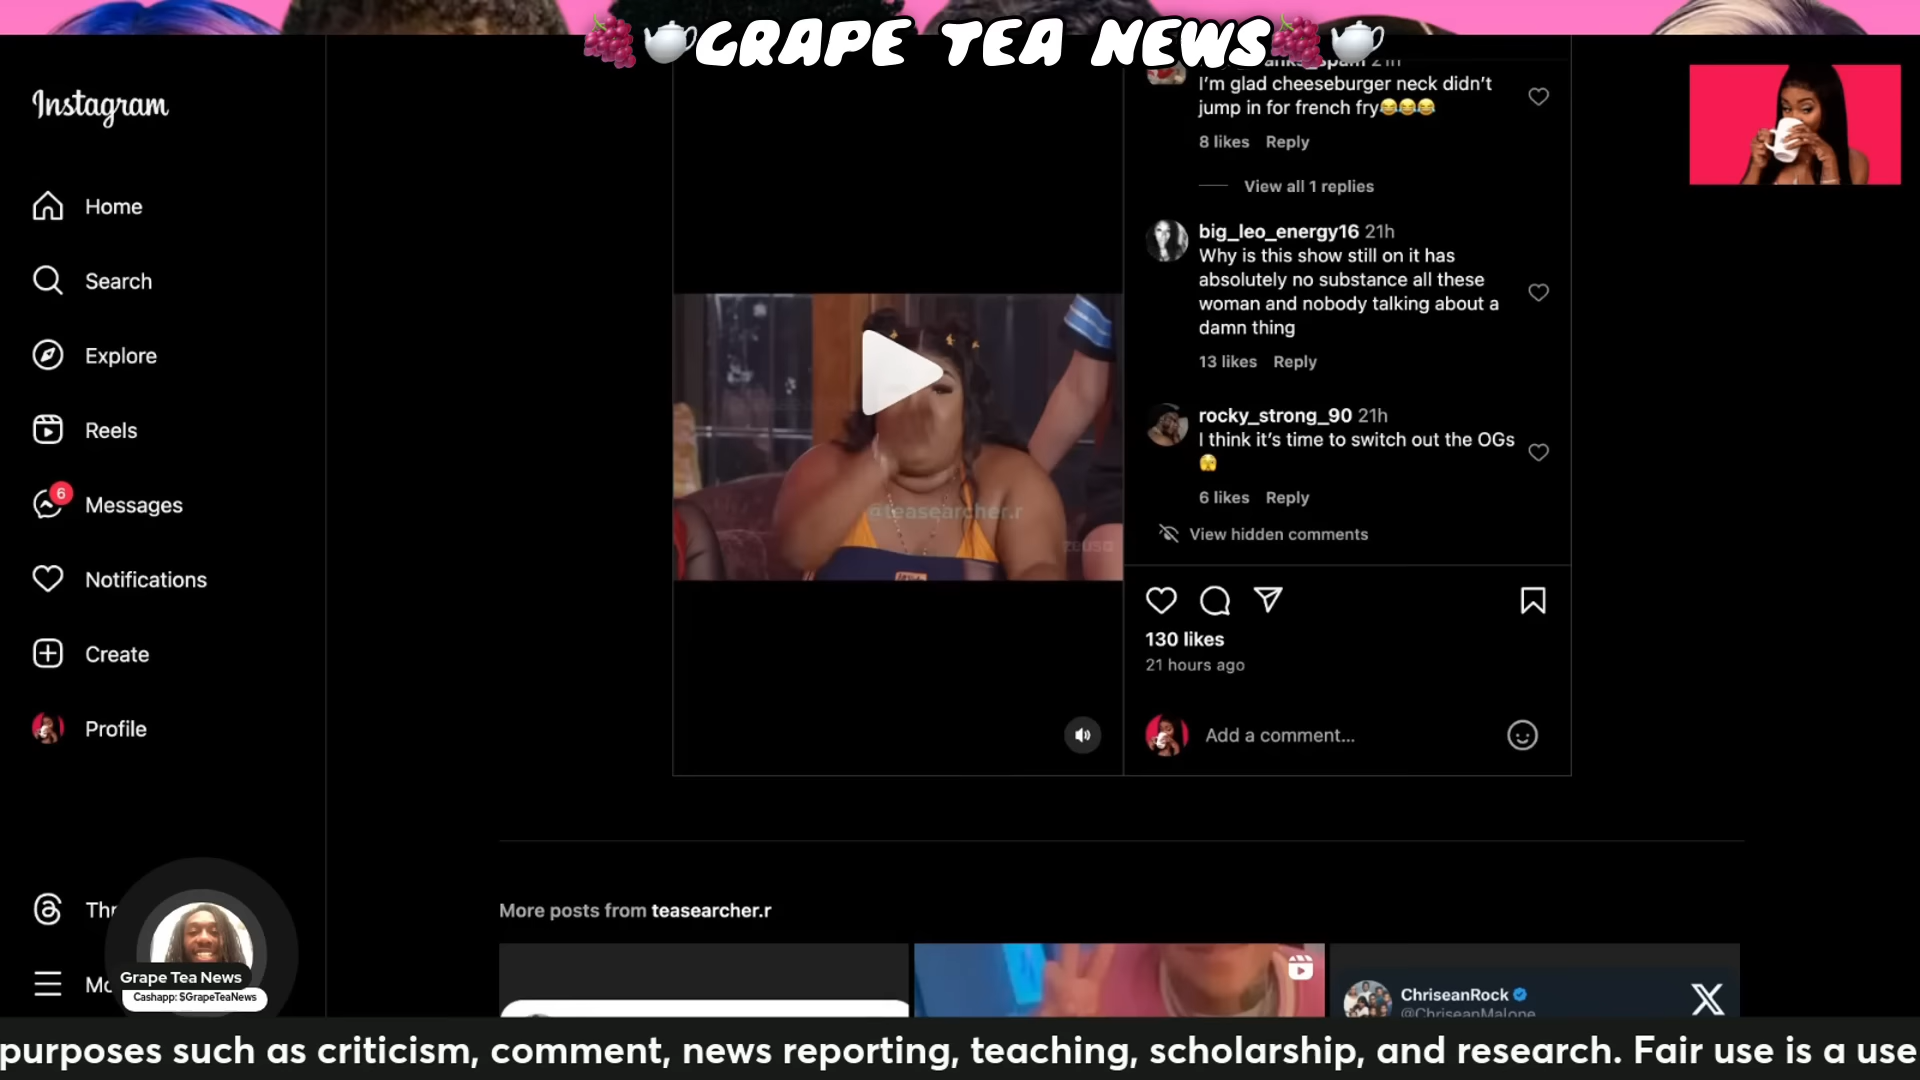 GRAPE TEA NEWS
Instagram
Home
Search
Explore
Reels
6
Messages
Notifications
Create
Profile
Grape Tea News
Cashapp: $GrapeTeaNews
@teasearcher.r
zeus
21h
I’m glad cheeseburger neck didn’t
jump in for french fry😂😂😂
8 likes Reply
View all 1 replies
big_leo_energy16 21h
Why is this show still on it has
absolutely no substance all these
woman and nobody talking about a
damn thing
13 likes Reply
rocky_strong_90 21h
I think it’s time to switch out the OGs
🫣
6 likes Reply
View hidden comments
130 likes
21 hours ago
Add a comment...
More posts from teasearcher.r
ChriseanRock
@ChriseanMalone
purposes such as criticism, comment, news reporting, teaching, scholarship, and research. Fair use is a use